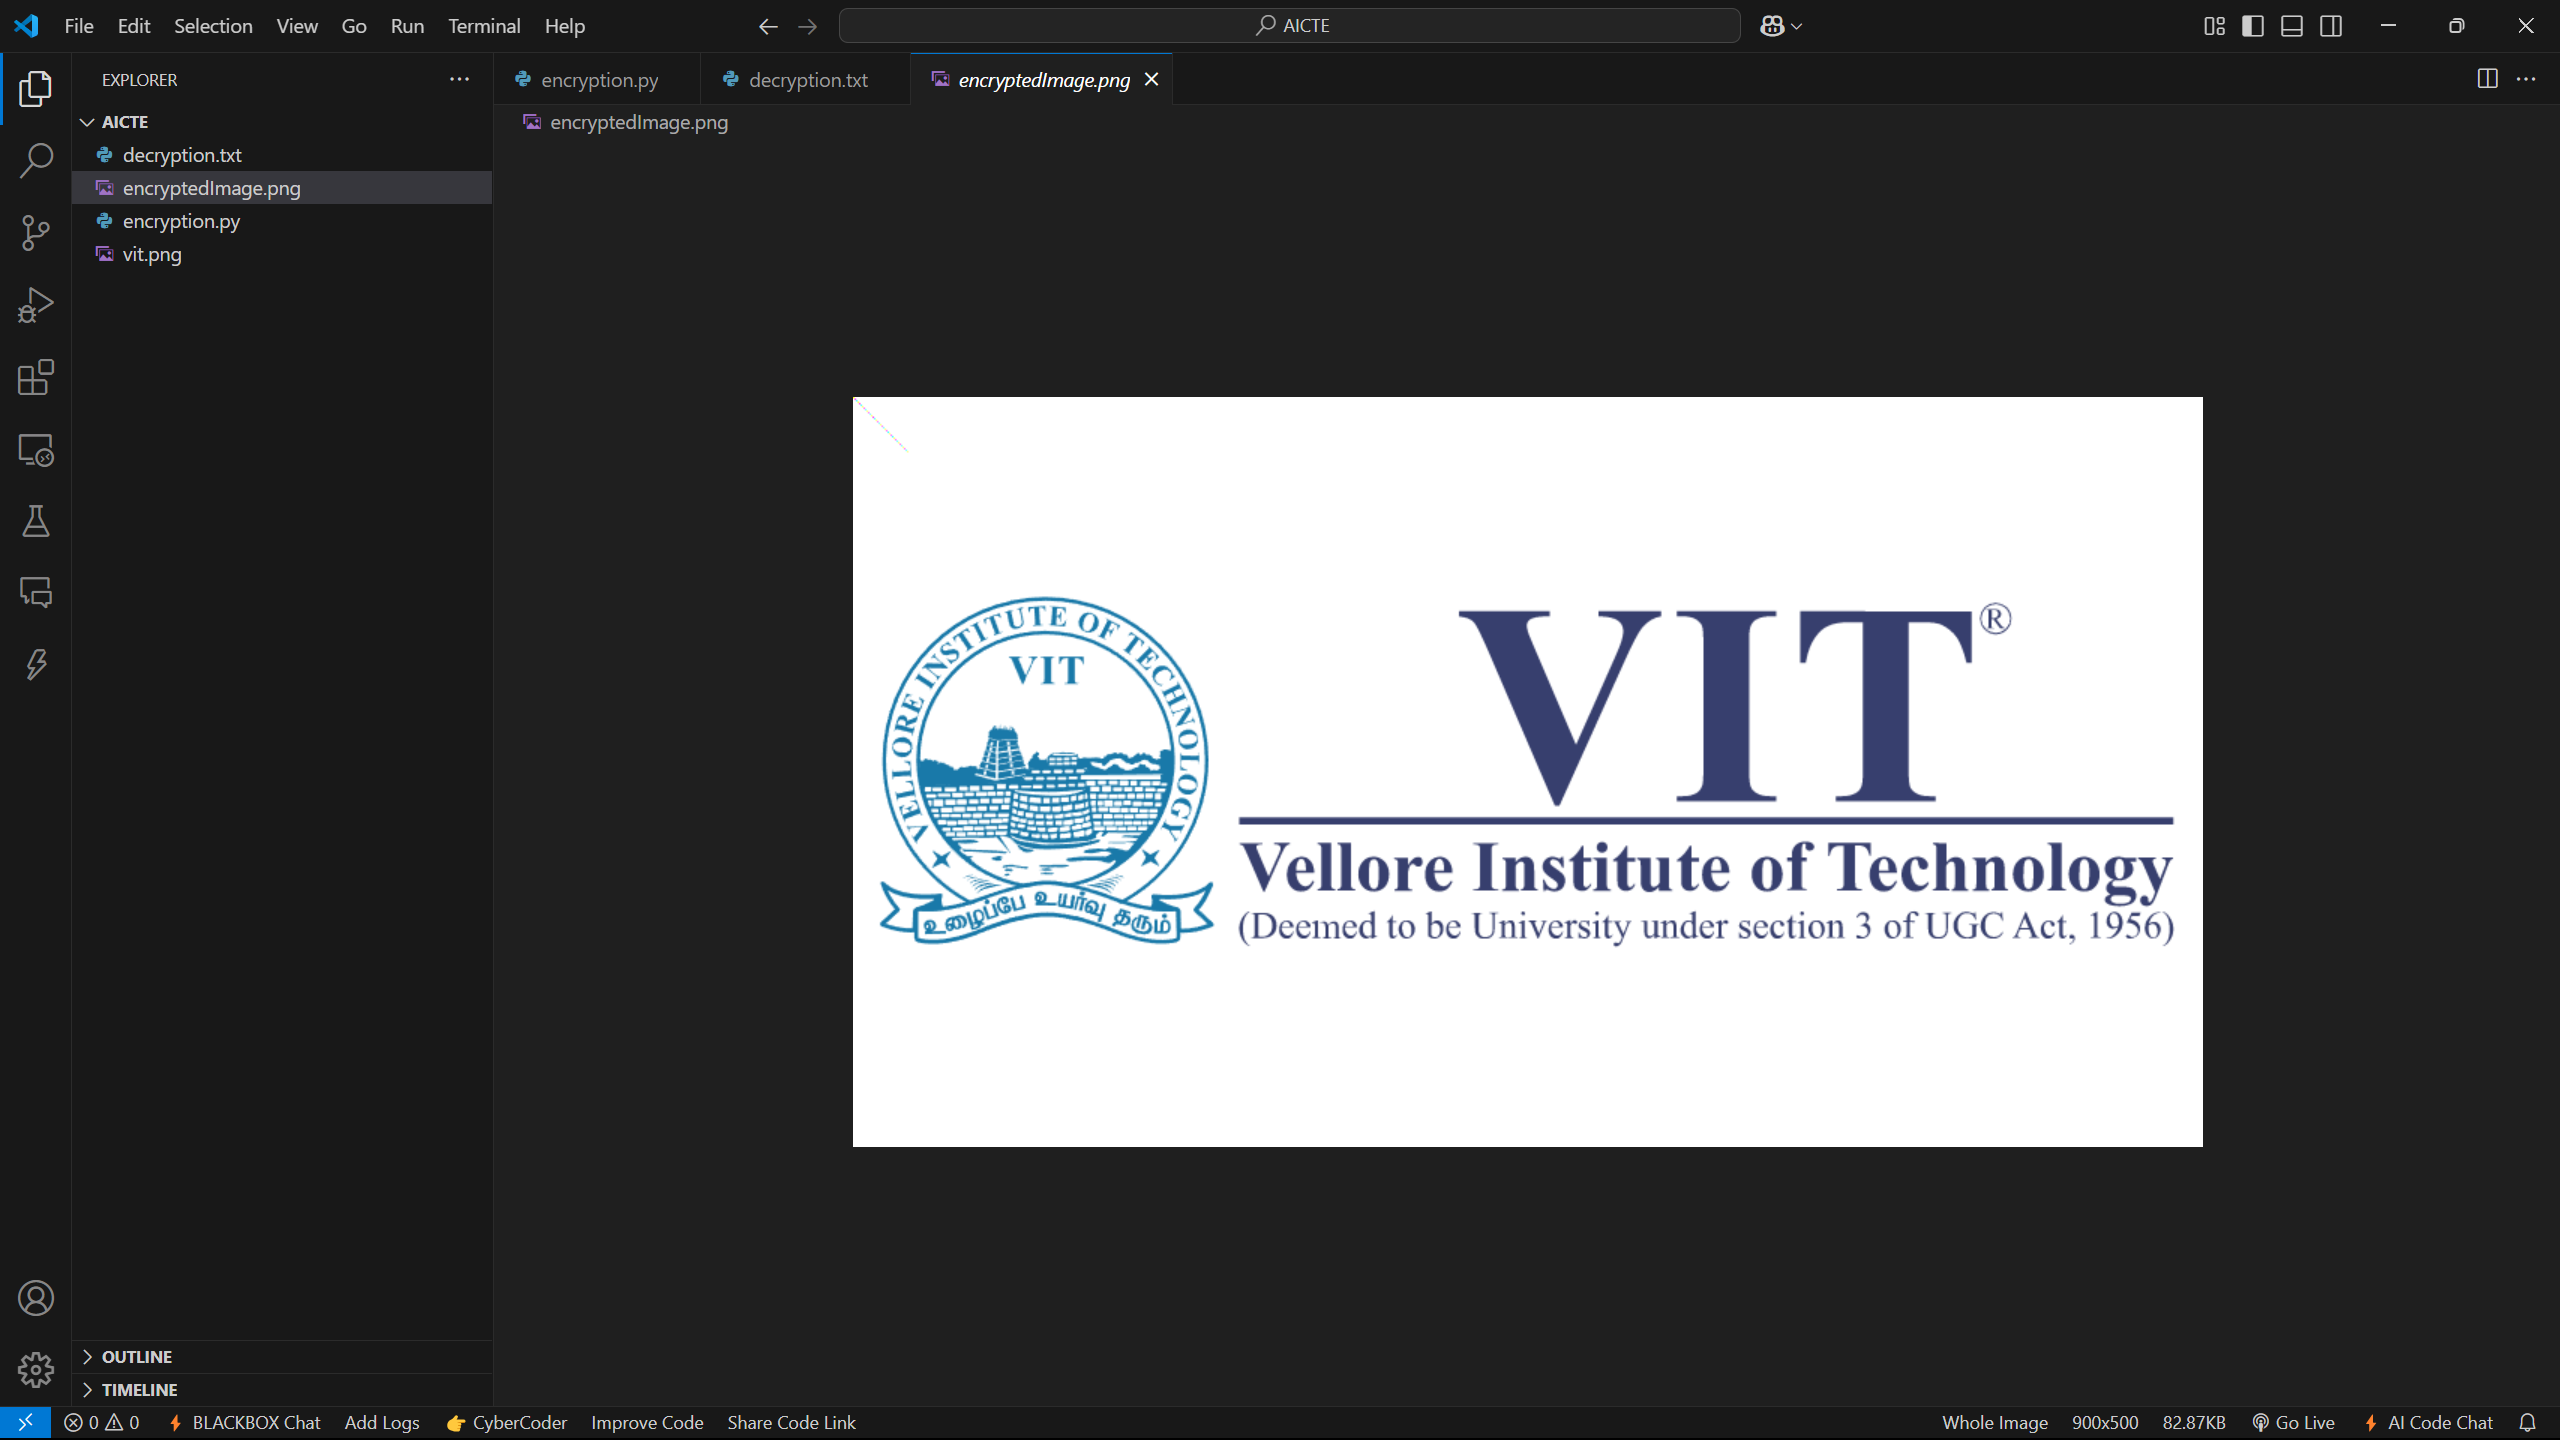 File Edit Selection View Go Run Terminal Help
AICTE
EXPLORER
AICTE
decryption.txt
encryptedImage.png
encryption.py
vit.png
OUTLINE
TIMELINE
encryption.py
decryption.txt
encryptedImage.png
encryptedImage.png
VELLORE INSTITUTE OF TECHNOLOGY
VIT
உழைப்பே உயர்வு தரும்
VIT®
Vellore Institute of Technology
(Deemed to be University under section 3 of UGC Act, 1956)
0 0 BLACKBOX Chat Add Logs CyberCoder Improve Code Share Code Link Whole Image 900x500 82.87KB Go Live AI Code Chat